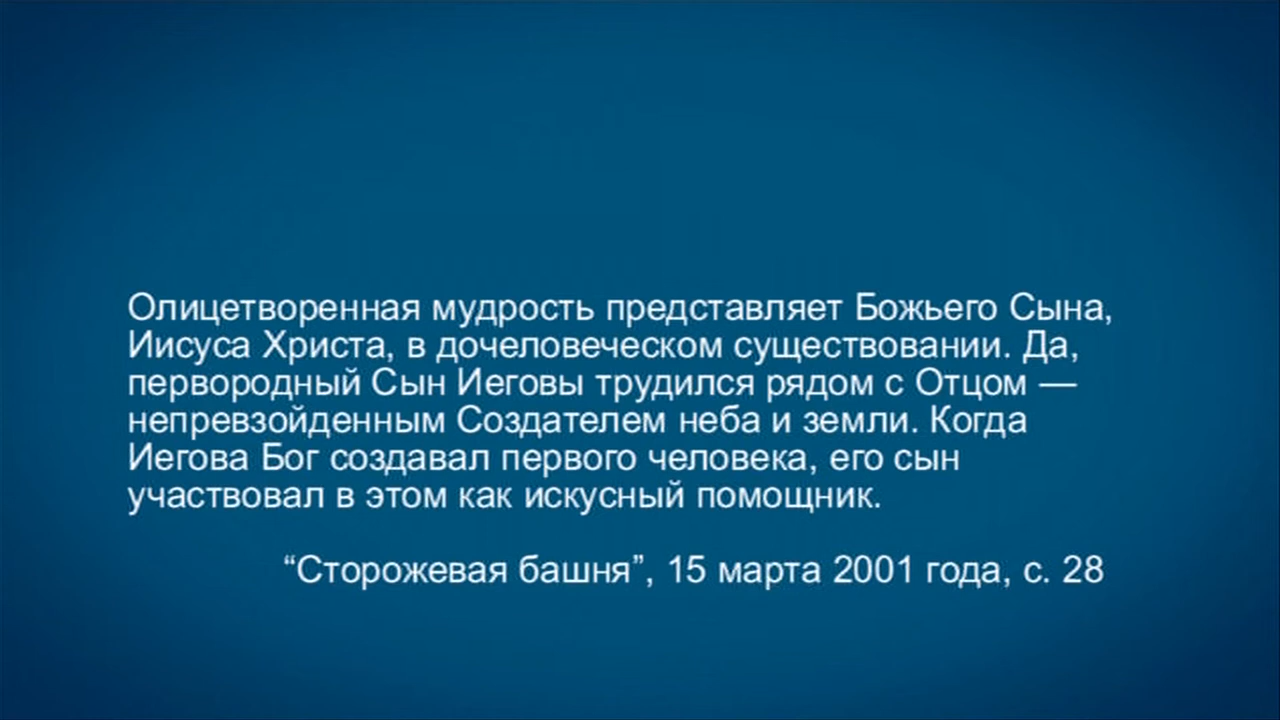 Олицетворенная мудрость представляет Божьего Сына,
Иисуса Христа, в дочеловеческом существовании. Да,
первородный Сын Иеговы трудился рядом с Отцом —
непревзойденным Создателем неба и земли. Когда
Иегова Бог создавал первого человека, его сын
участвовал в этом как искусный помощник.
“Сторожевая башня”, 15 марта 2001 года, с. 28